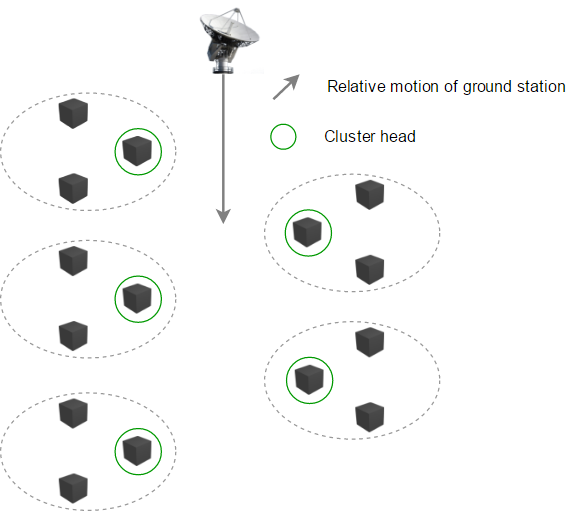 Relative motion of ground station
Cluster head